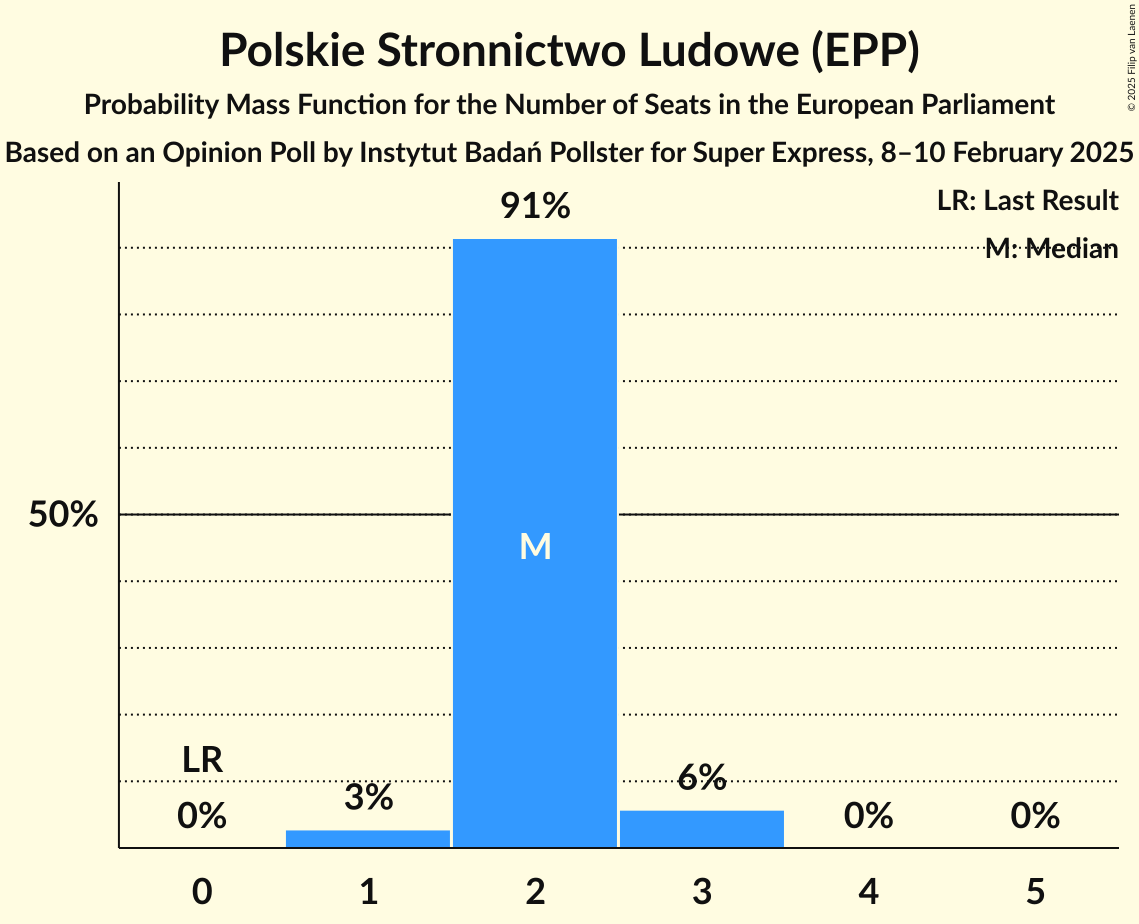 Polskie Stronnictwo Ludowe (EPP)
Probability Mass Function for the Number of Seats in the European Parliament
Based on an Opinion Poll by Instytut Badań Pollster for Super Express, 8–10 February 2025
© 2025 Filip van Laenen
LR: Last Result
M: Median
91%
50%
M
LR
0%
3%
6%
0%
0%
0 1 2 3 4 5